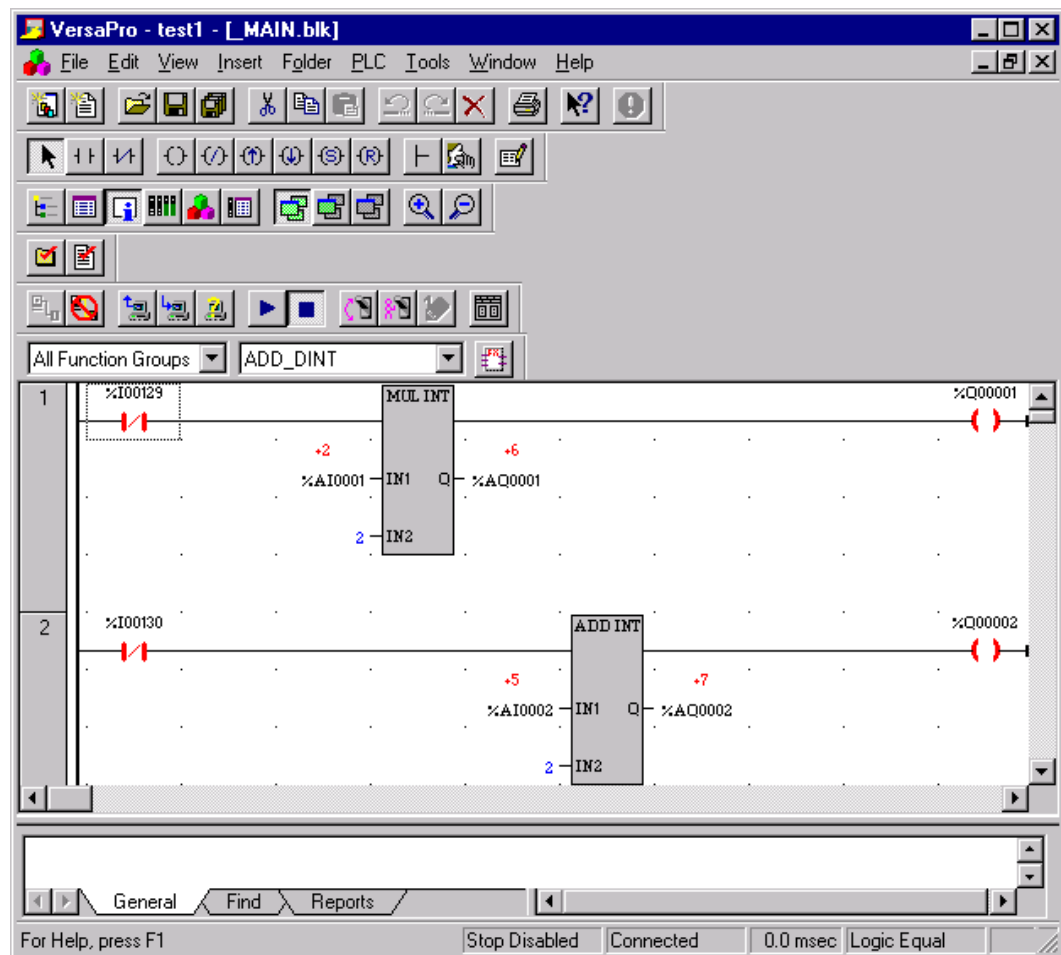 VersaPro - test1 - [_MAIN.blk]
File Edit View Insert Folder PLC Tools Window Help
All Function Groups ADD_DINT
1
%I00129 MUL INT %Q00001
+2 +6
%AI0001 IN1 Q %AQ0001
2 IN2
2
%I00130 ADD INT %Q00002
+5 +7
%AI0002 IN1 Q %AQ0002
2 IN2
General Find Reports
For Help, press F1 Stop Disabled Connected 0.0 msec Logic Equal